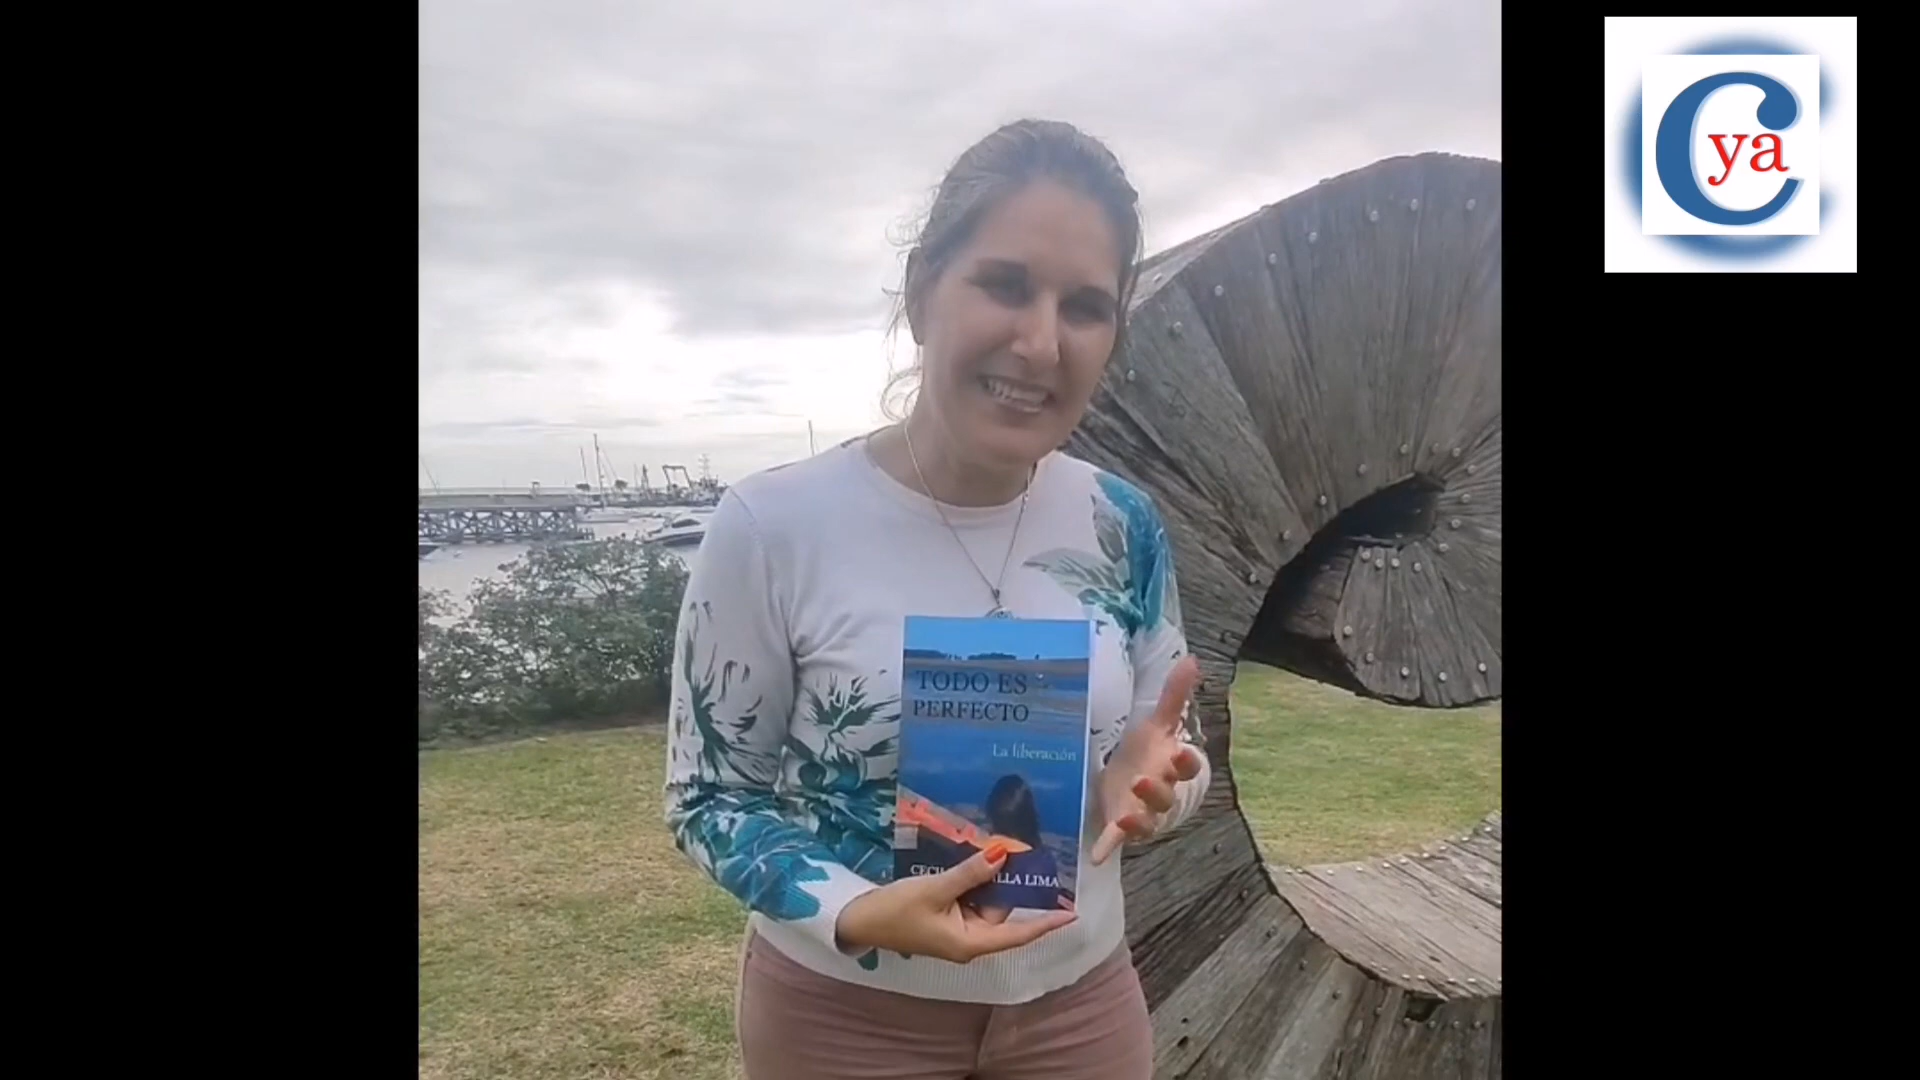 TODO ES
PERFECTO
La liberación
LLA LIMA
C
ya